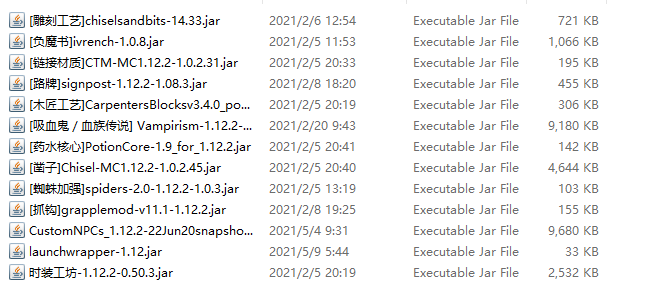 [雕刻工艺]chiselsandbits-14.33.jar 2021/2/6 12:54 Executable Jar File 721 KB
[负魔书]ivrench-1.0.8.jar 2021/2/5 11:53 Executable Jar File 1,066 KB
[链接材质]CTM-MC1.12.2-1.0.2.31.jar 2021/2/5 20:33 Executable Jar File 195 KB
[路牌]signpost-1.12.2-1.08.3.jar 2021/2/8 18:20 Executable Jar File 455 KB
[木匠工艺]CarpentersBlocksv3.4.0_po... 2021/2/5 20:19 Executable Jar File 306 KB
[吸血鬼 / 血族传说] Vampirism-1.12.2-... 2021/2/20 9:43 Executable Jar File 9,180 KB
[药水核心]PotionCore-1.9_for_1.12.2.jar 2021/2/5 20:41 Executable Jar File 142 KB
[凿子]Chisel-MC1.12.2-1.0.2.45.jar 2021/2/5 20:40 Executable Jar File 4,644 KB
[蜘蛛加强]spiders-2.0-1.12.2-1.0.3.jar 2021/2/5 13:19 Executable Jar File 103 KB
[抓钩]grapplemod-v11.1-1.12.2.jar 2021/2/8 19:25 Executable Jar File 155 KB
CustomNPCs_1.12.2-22Jun20snapsho... 2021/5/4 9:31 Executable Jar File 9,680 KB
launchwrapper-1.12.jar 2021/5/9 5:44 Executable Jar File 33 KB
时装工坊-1.12.2-0.50.3.jar 2021/2/5 20:19 Executable Jar File 2,532 KB